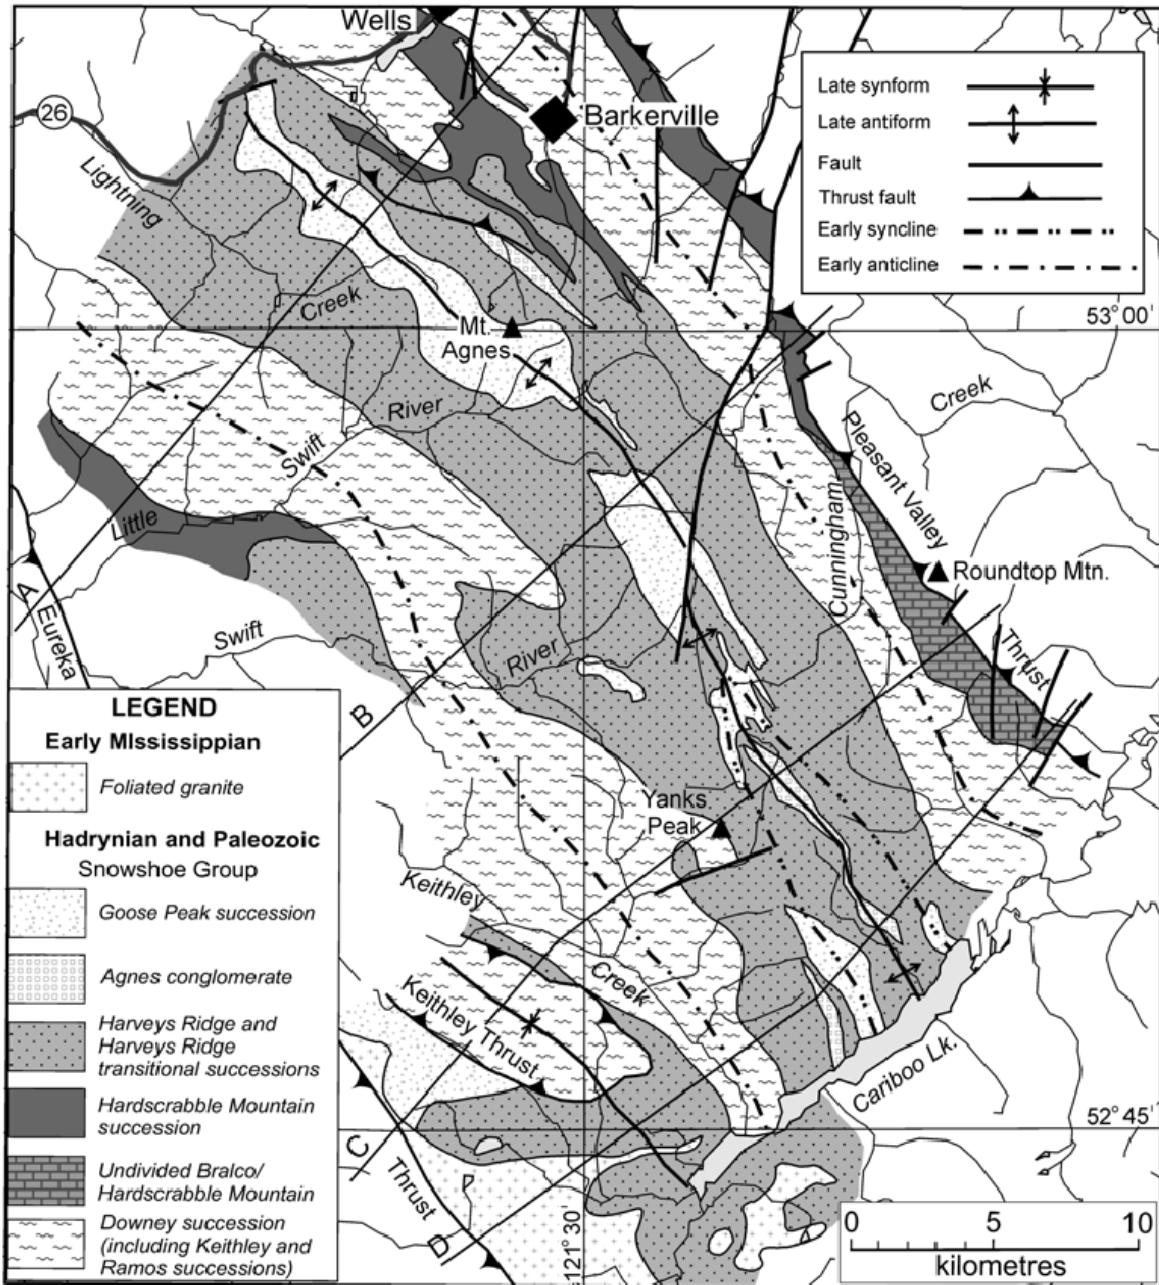 Wells
26
Barkerville
Lightning
Creek
Mt.
Agnes
River
Swift
Little
A
Eureka
Swift
River
B
Late synform
Late antiform
Fault
Thrust fault
Early syncline
Early anticline
53° 00'
Creek
Pleasant Valley
Cunningham
Roundtop Mtn.
Thrust
Yanks
Peak
Keithley
Creek
Keithley Thrust
C
Thrust
D
Cariboo Lk.
52° 45'
121° 30'
LEGEND
Early MIssissippian
Foliated granite
Hadrynian and Paleozoic
Snowshoe Group
Goose Peak succession
Agnes conglomerate
Harveys Ridge and
Harveys Ridge
transitional successions
Hardscrabble Mountain
succession
Undivided Bralco/
Hardscrabble Mountain
Downey succession
(including Keithley and
Ramos successions)
0 5 10
kilometres